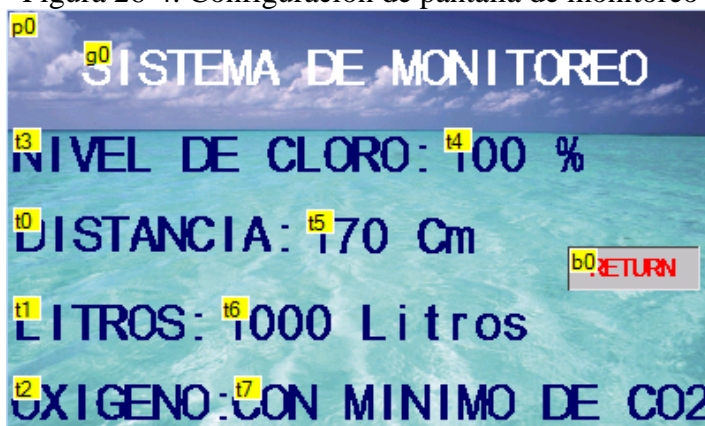 Figura 26-4: Configuración de pantalla de monitoreo
p0
g0 SISTEMA DE MONITOREO
t3 NIVEL DE CLORO: t4 100 %
t0 DISTANCIA: t5 170 Cm
b0 RETURN
t1 LITROS: t6 1000 Litros
t2 OXIGENO: t7 CON MINIMO DE CO2